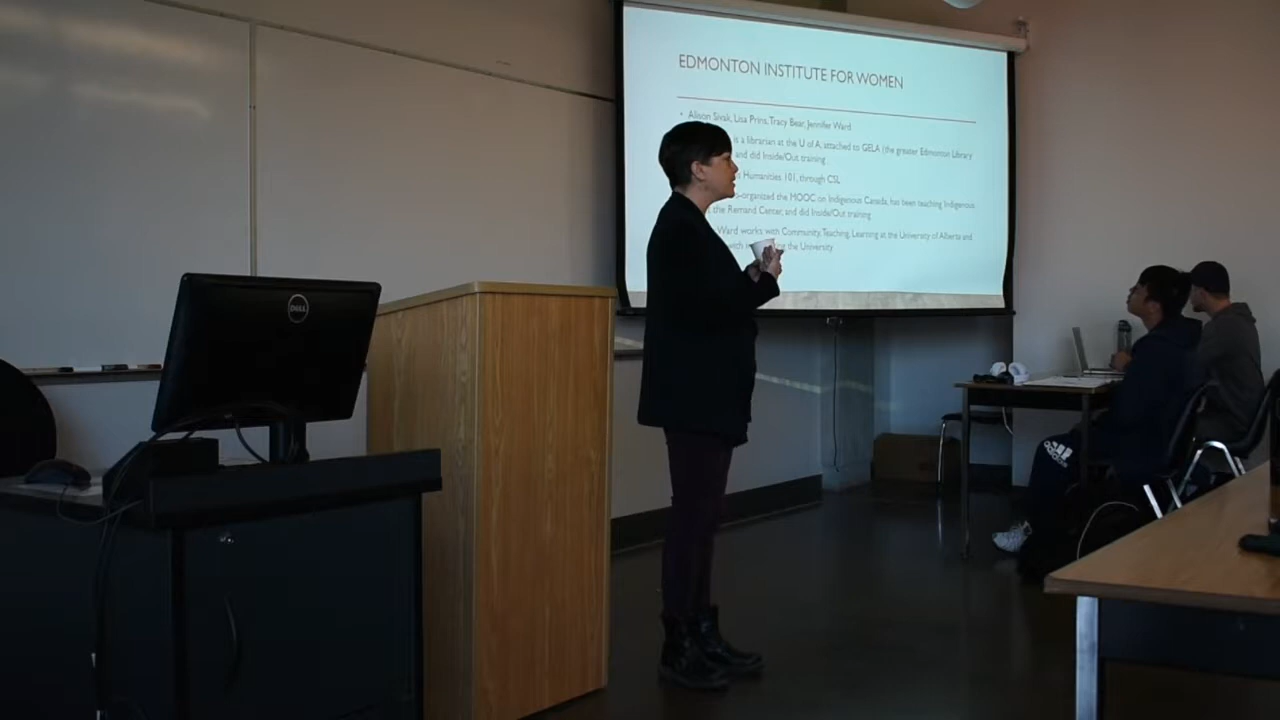 EDMONTON INSTITUTE FOR WOMEN
• Alison Sivak, Lisa Prins, Tracy Bear, Jennifer Ward
is a librarian at the U of A, attached to GELA (the greater Edmonton Library
and did Inside/Out training
Humanities 101, through CSL
o-organized the MOOC on Indigenous Canada, has been teaching Indigenous
the Remand Center, and did Inside/Out training
Ward works with Community, Teaching, Learning at the University of Alberta and
with the University
DELL
adidas